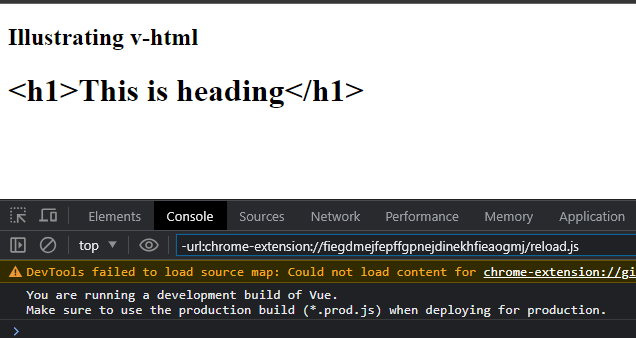 Illustrating v-html
<h1>This is heading</h1>
Elements Console Sources Network Performance Memory Application
top -url:chrome-extension://fiegdmejfepffgpnejdinekhfieaogmj/reload.js
DevTools failed to load source map: Could not load content for chrome-extension://gi
You are running a development build of Vue.
Make sure to use the production build (*.prod.js) when deploying for production.